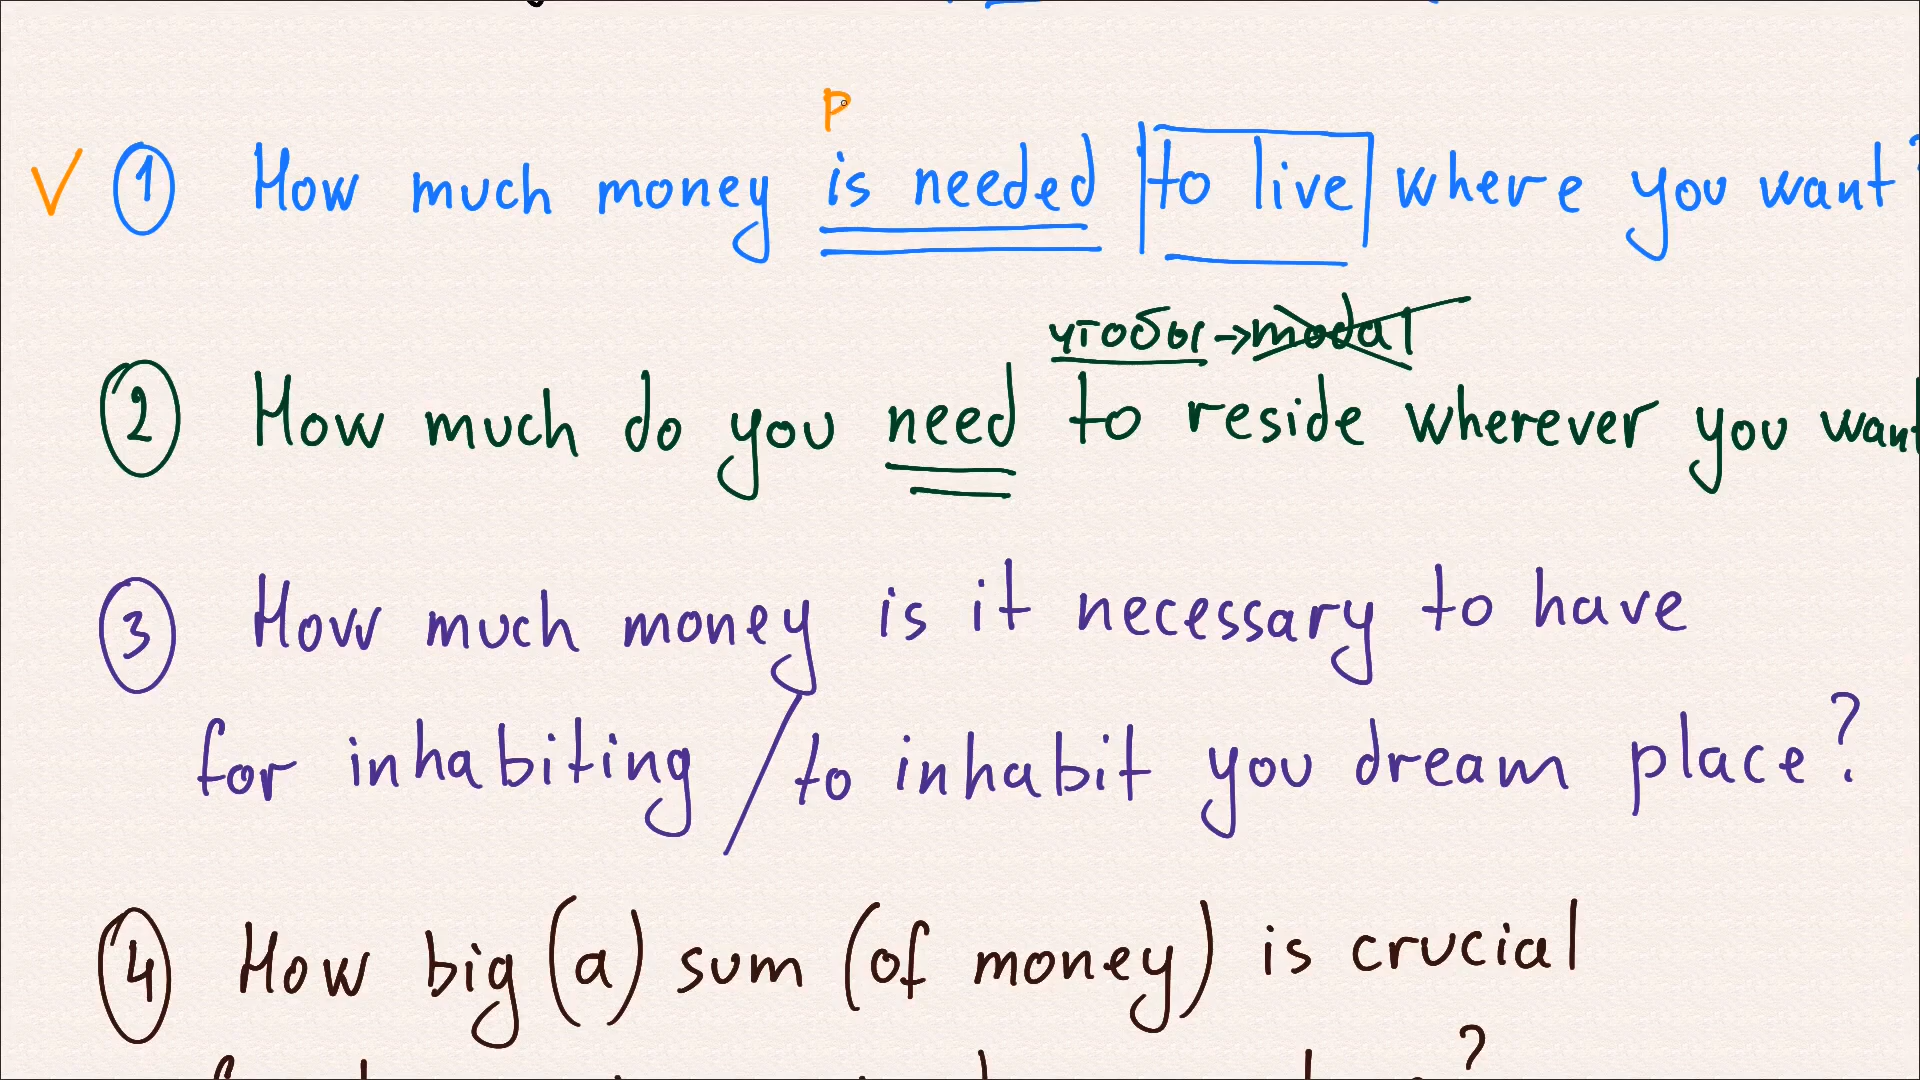 P
✓ 1 How much money is needed to live where you want?
чтобы → modal
2 How much do you need to reside wherever you want
3 How much money is it necessary to have
for inhabiting / to inhabit you dream place?
4 How big (a) sum (of money) is crucial
?